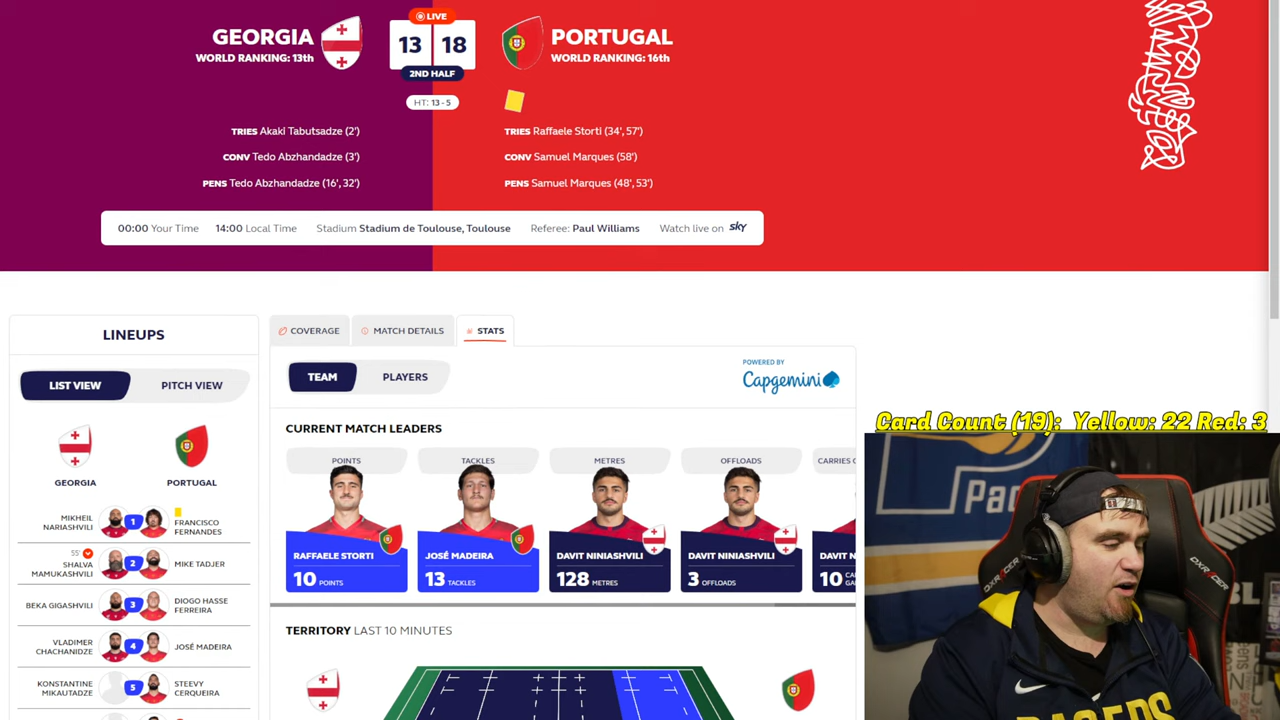 LIVE
GEORGIA
13 18
PORTUGAL
WORLD RANKING: 13th
WORLD RANKING: 16th
2ND HALF
HT: 13 - 5
TRIES Akaki Tabutsadze (2')
TRIES Raffaele Storti (34', 57')
CONV Tedo Abzhandadze (3')
CONV Samuel Marques (58')
PENS Tedo Abzhandadze (16', 32')
PENS Samuel Marques (48', 53')
00:00 Your Time 14:00 Local Time Stadium Stadium de Toulouse, Toulouse Referee: Paul Williams Watch live on sky
LINEUPS
COVERAGE MATCH DETAILS STATS
LIST VIEW PITCH VIEW
TEAM PLAYERS
POWERED BY
Capgemini
GEORGIA PORTUGAL
CURRENT MATCH LEADERS
POINTS TACKLES METRES OFFLOADS CARRIES
RAFFAELE STORTI
10 POINTS
JOSÉ MADEIRA
13 TACKLES
DAVIT NINIASHVILI
128 METRES
DAVIT NINIASHVILI
3 OFFLOADS
DAVIT N
10
MIKHEIL
NARIASHVILI
1
FRANCISCO
FERNANDES
55'
SHALVA
MAMUKASHVILI
2
MIKE TADJER
BEKA GIGASHVILI
3
DIOGO HASSE
FERREIRA
VLADIMER
CHACHANIDZE
4
JOSÉ MADEIRA
KONSTANTINE
MIKAUTADZE
5
STEEVY
CERQUEIRA
TERRITORY LAST 10 MINUTES
Card Count (19): Yellow: 22 Red: 3
Pac
DXRACER
DXRACER
PACERS